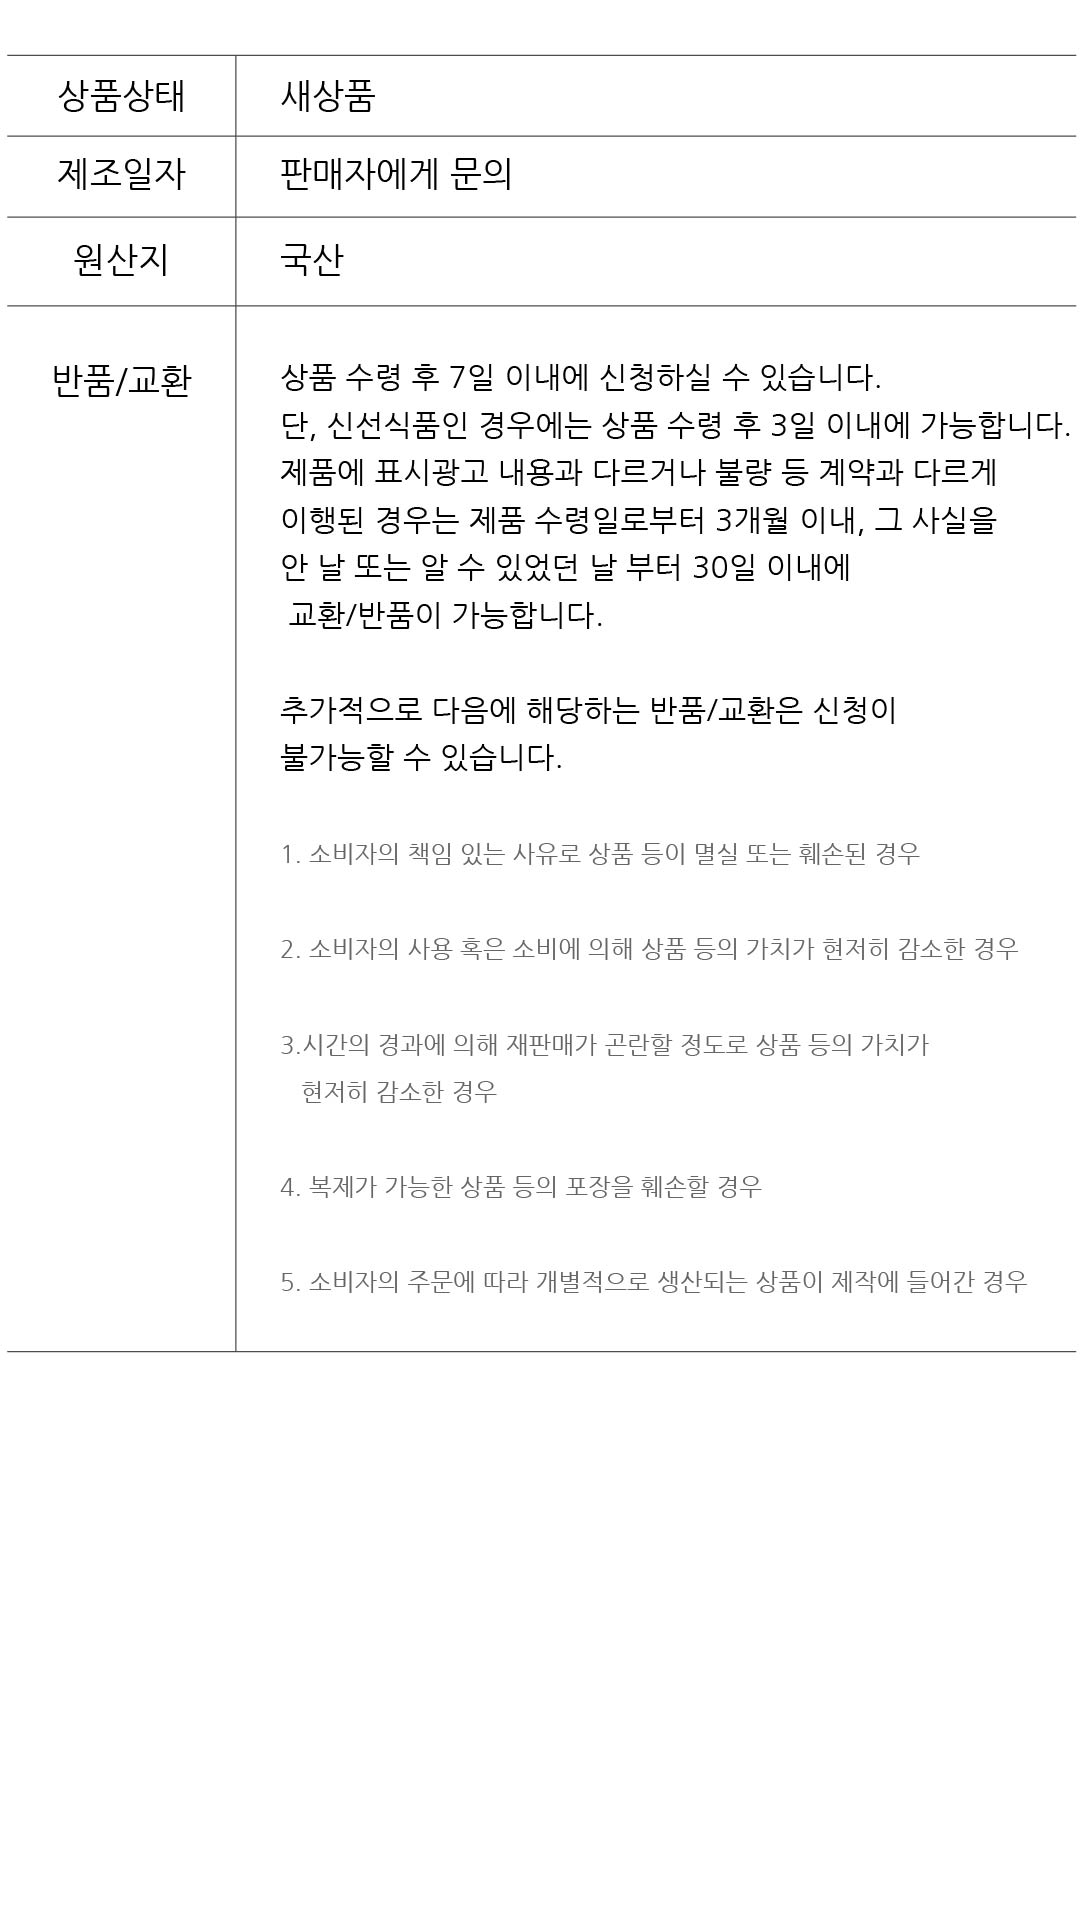 상품상태 새상품
제조일자 판매자에게 문의
원산지 국산
반품/교환 상품 수령 후 7일 이내에 신청하실 수 있습니다.
단, 신선식품인 경우에는 상품 수령 후 3일 이내에 가능합니다.
제품에 표시광고 내용과 다르거나 불량 등 계약과 다르게
이행된 경우는 제품 수령일로부터 3개월 이내, 그 사실을
안 날 또는 알 수 있었던 날 부터 30일 이내에
교환/반품이 가능합니다.
추가적으로 다음에 해당하는 반품/교환은 신청이
불가능할 수 있습니다.
1. 소비자의 책임 있는 사유로 상품 등이 멸실 또는 훼손된 경우
2. 소비자의 사용 혹은 소비에 의해 상품 등의 가치가 현저히 감소한 경우
3.시간의 경과에 의해 재판매가 곤란할 정도로 상품 등의 가치가
현저히 감소한 경우
4. 복제가 가능한 상품 등의 포장을 훼손할 경우
5. 소비자의 주문에 따라 개별적으로 생산되는 상품이 제작에 들어간 경우